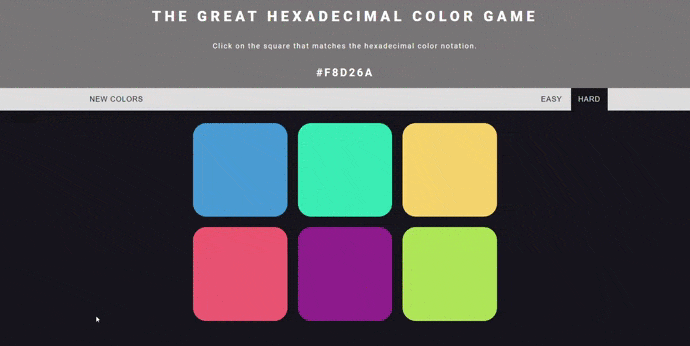 THE GREAT HEXADECIMAL COLOR GAME
Click on the square that matches the hexadecimal color notation.
#F8D26A
NEW COLORS EASY HARD